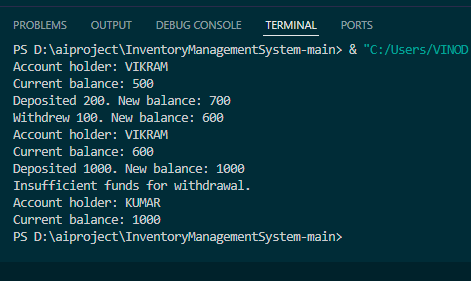 PROBLEMS OUTPUT DEBUG CONSOLE TERMINAL PORTS
PS D:\aiproject\InventoryManagementSystem-main> & "C:/Users/VINOD
Account holder: VIKRAM
Current balance: 500
Deposited 200. New balance: 700
Withdrew 100. New balance: 600
Account holder: VIKRAM
Current balance: 600
Deposited 1000. New balance: 1000
Insufficient funds for withdrawal.
Account holder: KUMAR
Current balance: 1000
PS D:\aiproject\InventoryManagementSystem-main>